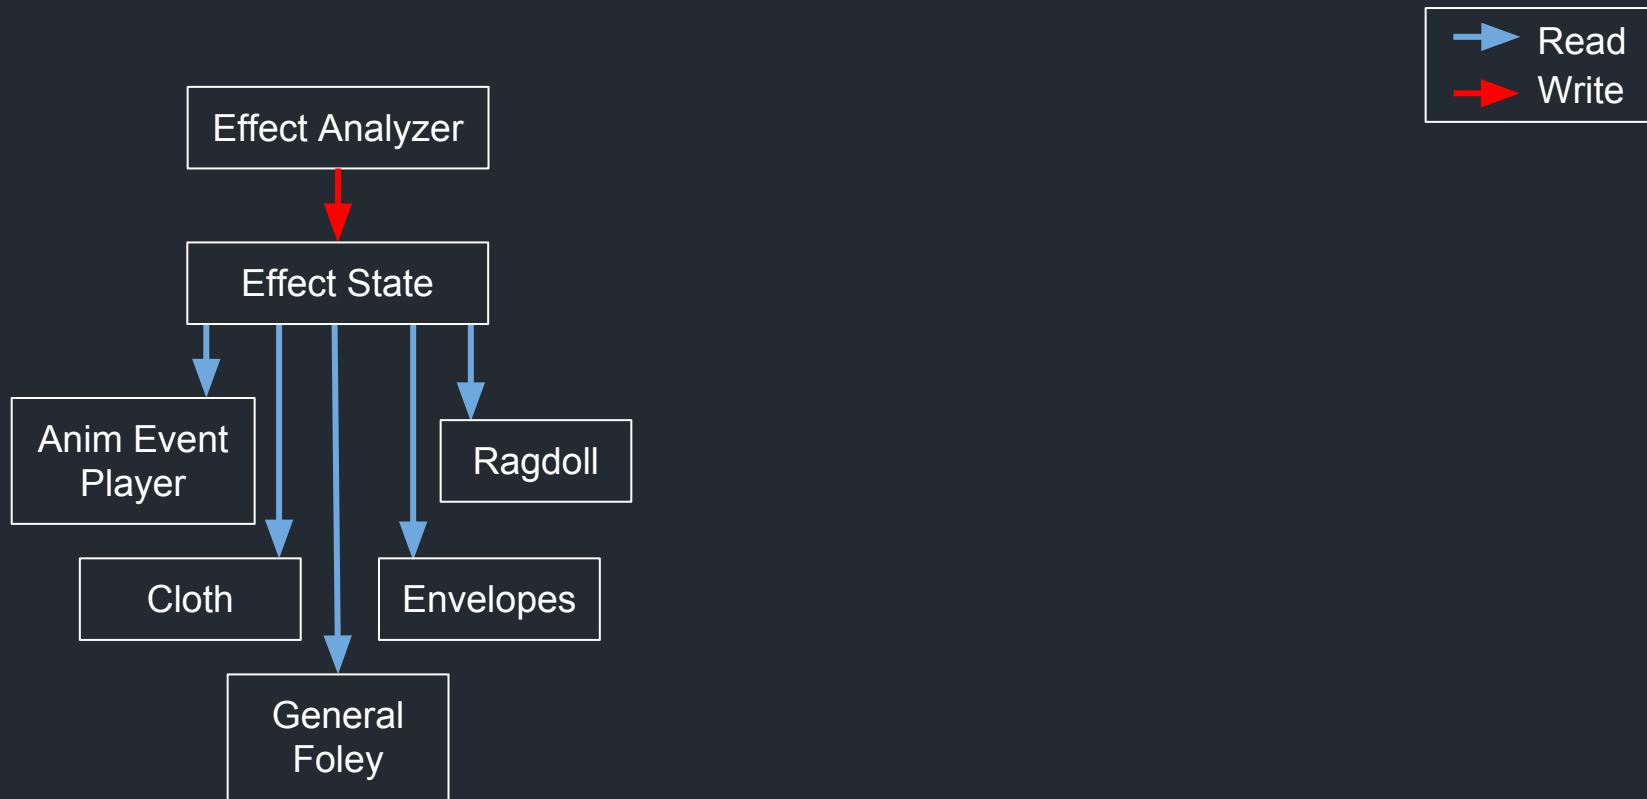 Read
Write
Effect Analyzer
Effect State
Anim Event
Player
Ragdoll
Cloth
Envelopes
General
Foley